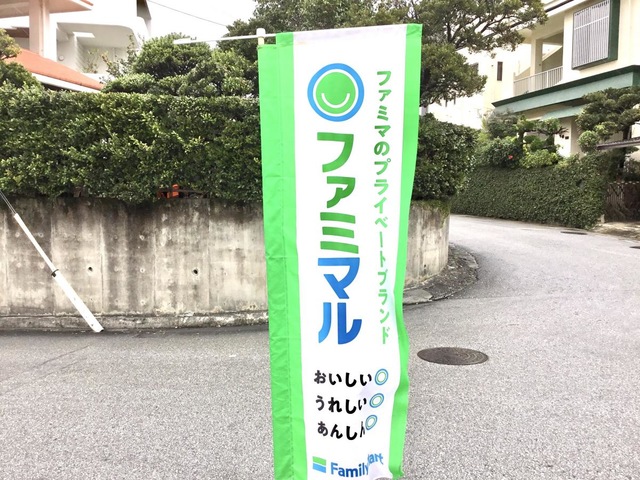 ファミマのプライベートブランド
ファミマル
おいしい
うれしい
あんしん
FamilyMart